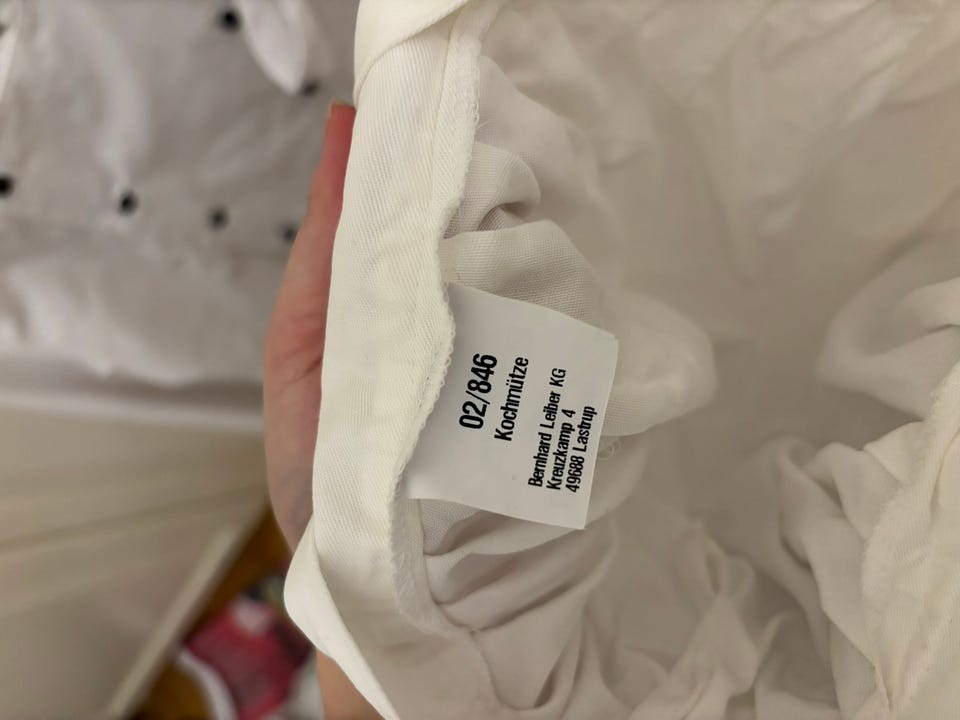 02/846
Kochmütze
Bernhard Leiber KG
Kreuzkamp 4
49688 Lastrup